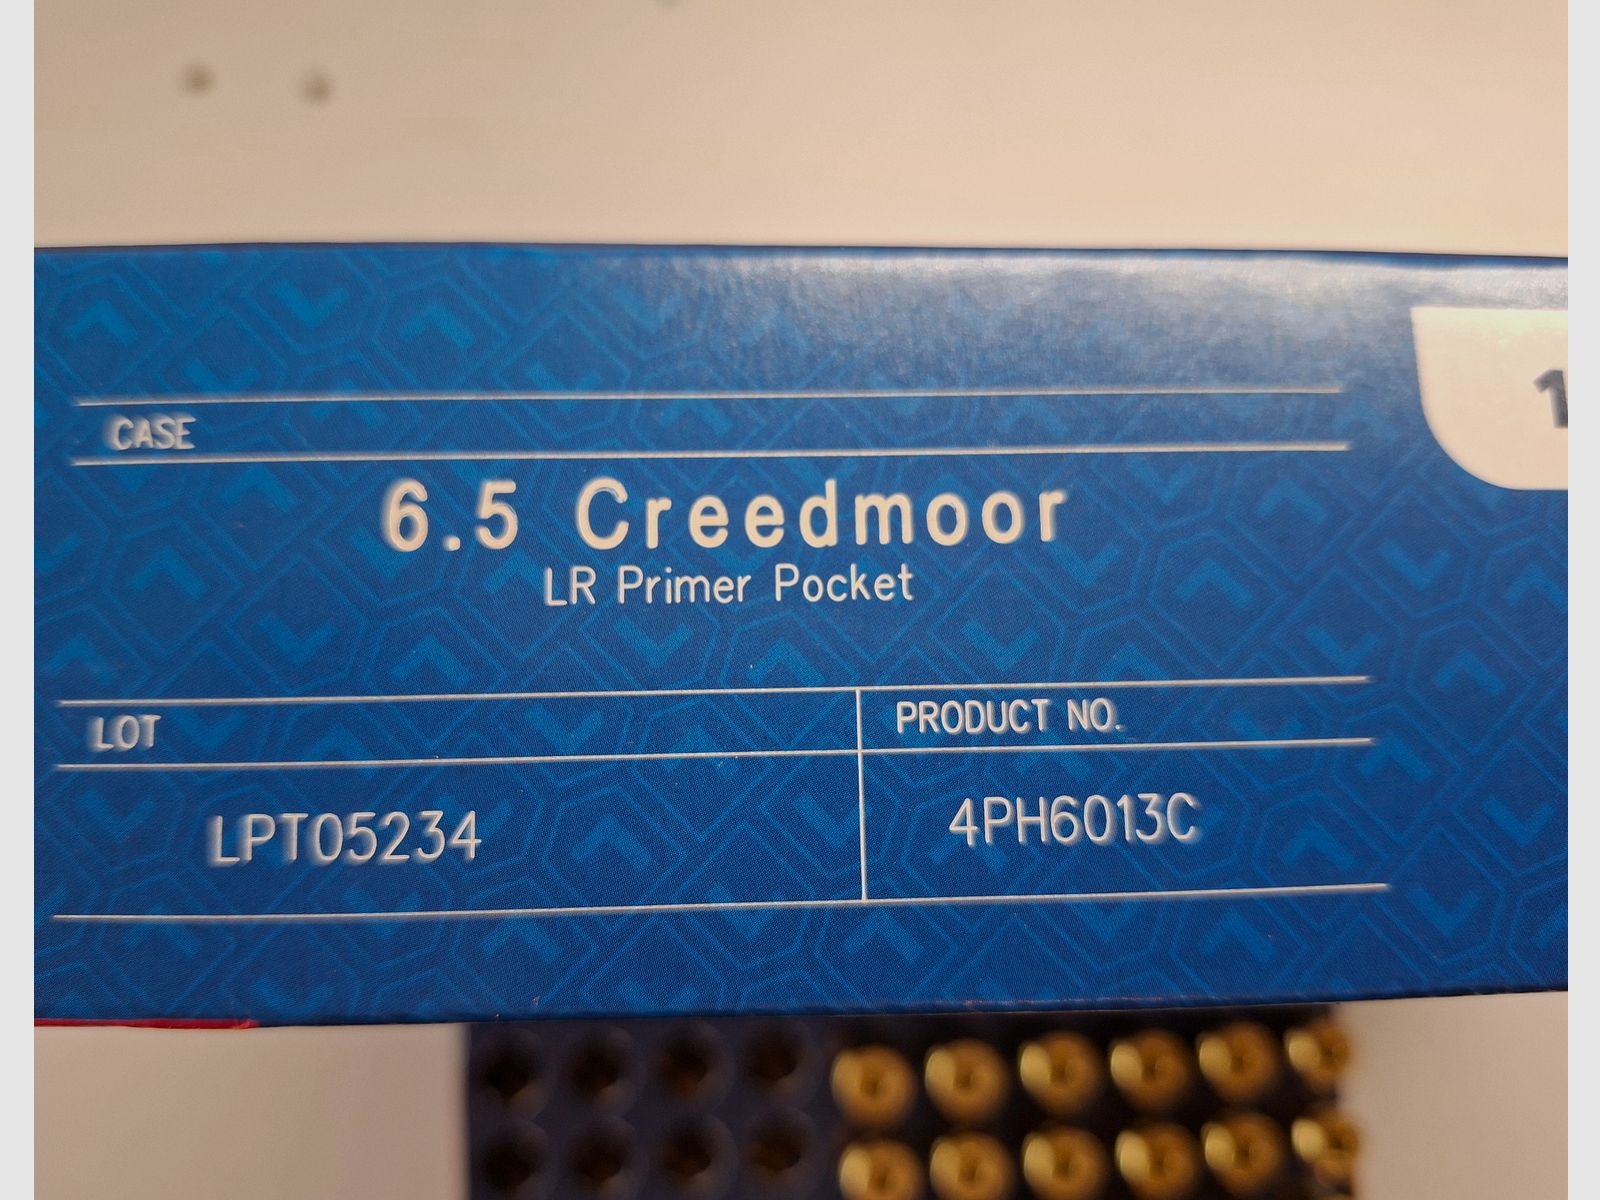 CASE
6.5 Creedmoor
LR Primer Pocket
LOT
PRODUCT NO.
LPT05234
4PH6013C